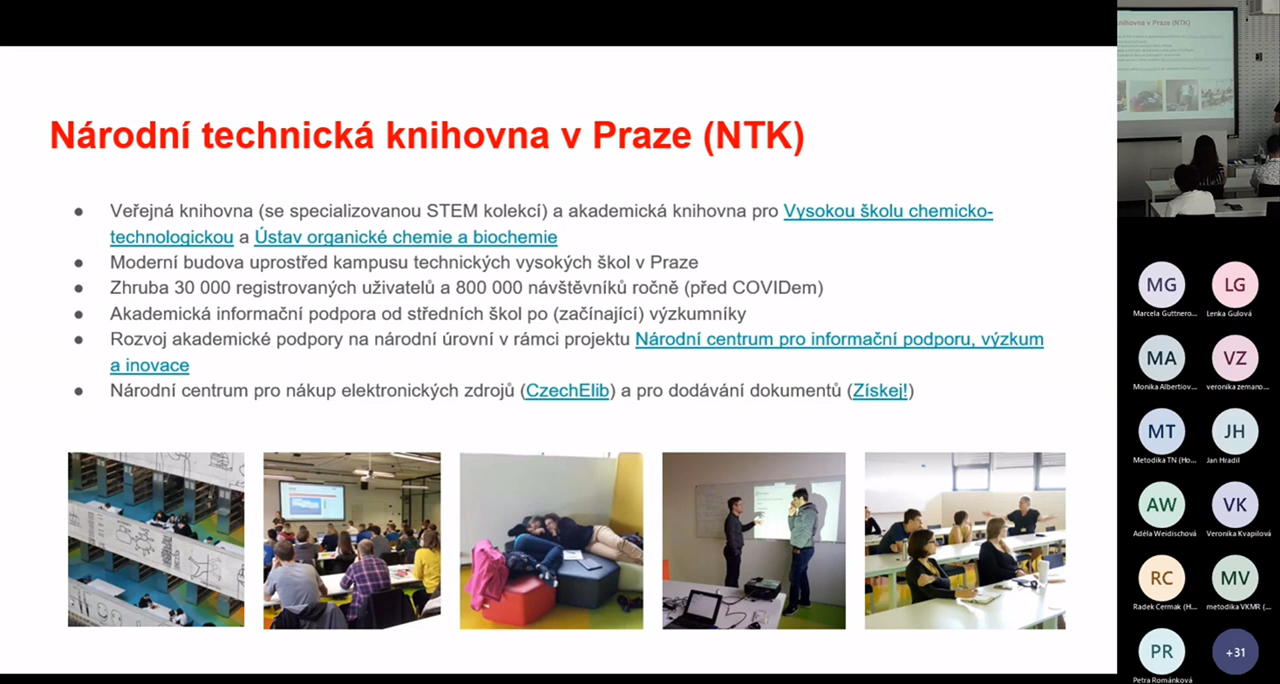 Národní technická knihovna v Praze (NTK)
● Veřejná knihovna (se specializovanou STEM kolekcí) a akademická knihovna pro Vysokou školu chemicko-
technologickou a Ústav organické chemie a biochemie
● Moderní budova uprostřed kampusu technických vysokých škol v Praze
● Zhruba 30 000 registrovaných uživatelů a 800 000 návštěvníků ročně (před COVIDem)
● Akademická informační podpora od středních škol po (začínající) výzkumníky
● Rozvoj akademické podpory na národní úrovní v rámci projektu Národní centrum pro informační podporu, výzkum
a inovace
● Národní centrum pro nákup elektronických zdrojů (CzechElib) a pro dodávání dokumentů (Získej!)
knihovna v Praze (NTK)
MG
LG
Marcela Guttnero...
Lenka Gulová
MA
VZ
Monika Albertiov...
veronika zemano...
MT
JH
Metodika TN (Ho...
Jan Hradil
AW
VK
Adéla Weidischová
Veronika Kvapilová
RC
MV
Radek Cermak (H...
metodika VKMR (...
PR
+31
Petra Románková